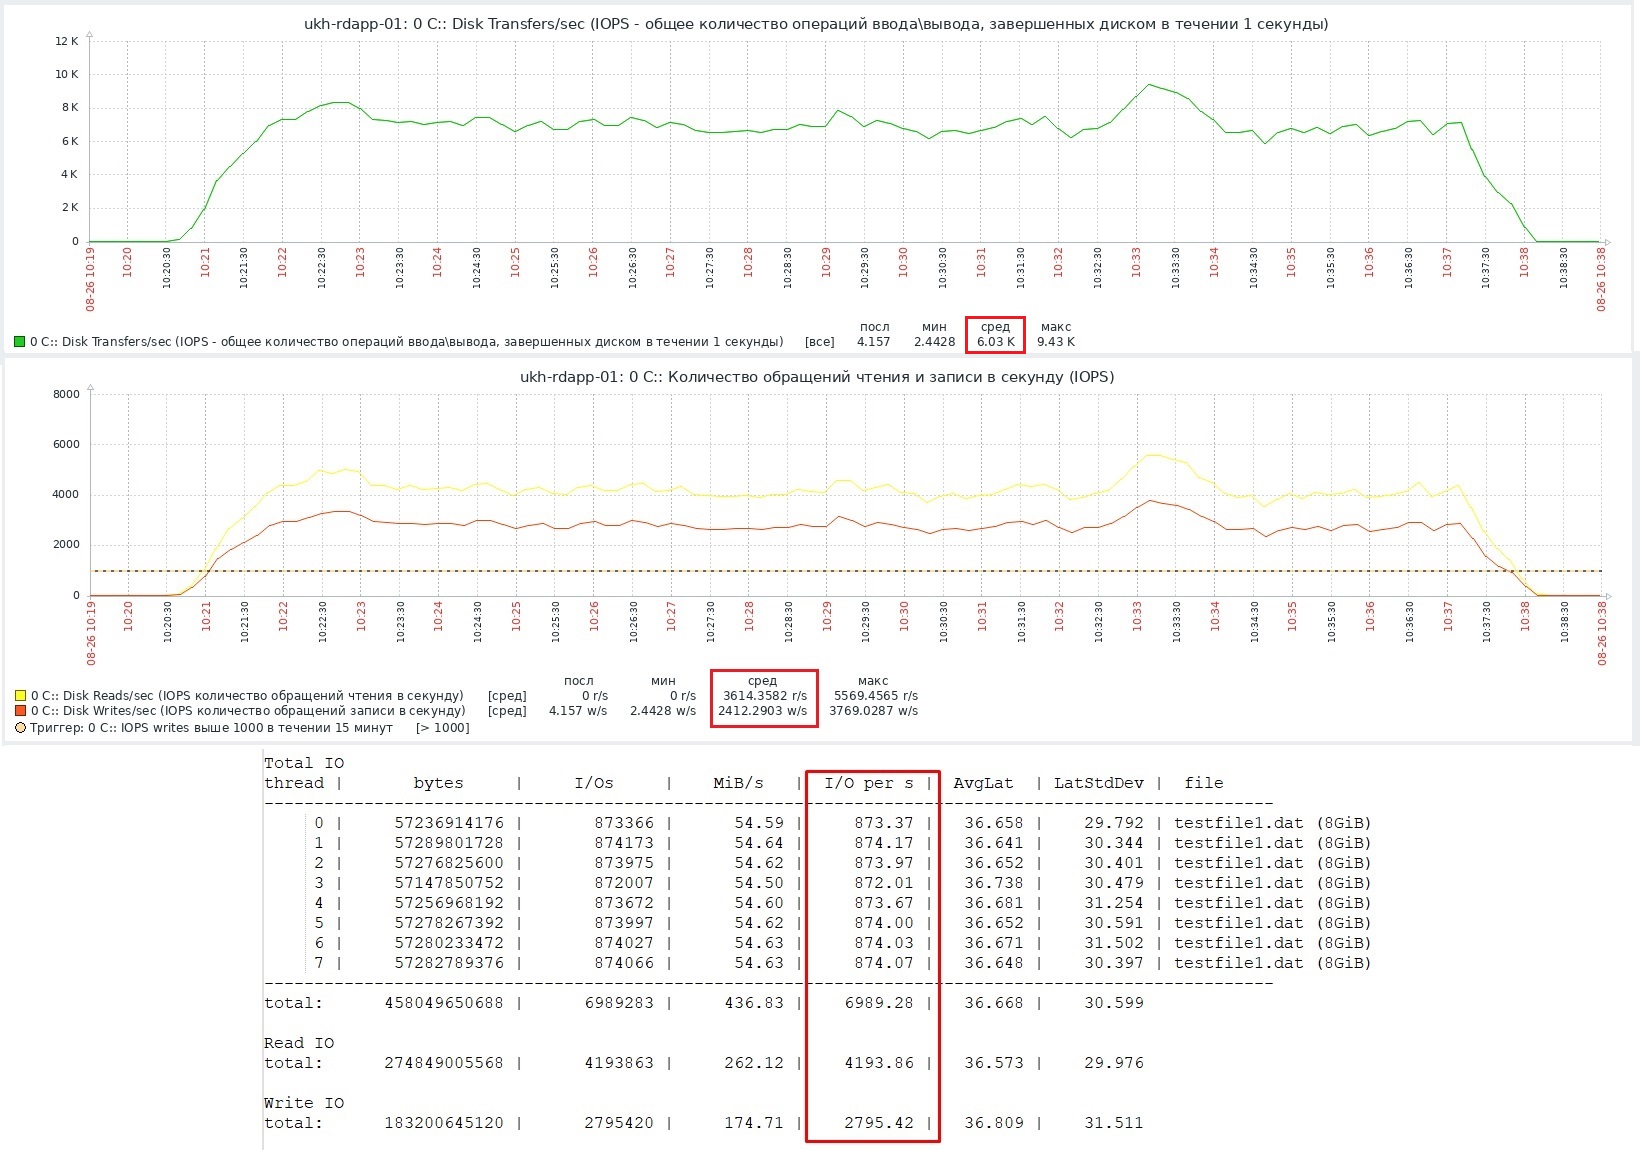 ukh-rdapp-01: 0 C:: Disk Transfers/sec (IOPS - общее количество операций ввода\вывода, завершенных диском в течении 1 секунды)
12 K
10 K
8 K
6 K
4 K
2 K
0
08-26 10:19 10:20 10:20:30 10:21 10:21:30 10:22 10:22:30 10:23 10:23:30 10:24 10:24:30 10:25 10:25:30 10:26 10:26:30 10:27 10:27:30 10:28 10:28:30 10:29 10:29:30 10:30 10:30:30 10:31 10:31:30 10:32 10:32:30 10:33 10:33:30 10:34 10:34:30 10:35 10:35:30 10:36 10:36:30 10:37 10:37:30 10:38 10:38:30 08-26 10:38
посл мин сред макс
0 C:: Disk Transfers/sec (IOPS - общее количество операций ввода\вывода, завершенных диском в течении 1 секунды) [все] 4.157 2.4428 6.03 K 9.43 K
ukh-rdapp-01: 0 C:: Количество обращений чтения и записи в секунду (IOPS)
8000
6000
4000
2000
0
08-26 10:19 10:20 10:20:30 10:21 10:21:30 10:22 10:22:30 10:23 10:23:30 10:24 10:24:30 10:25 10:25:30 10:26 10:26:30 10:27 10:27:30 10:28 10:28:30 10:29 10:29:30 10:30 10:30:30 10:31 10:31:30 10:32 10:32:30 10:33 10:33:30 10:34 10:34:30 10:35 10:35:30 10:36 10:36:30 10:37 10:37:30 10:38 10:38:30 08-26 10:38
посл мин сред макс
0 C:: Disk Reads/sec (IOPS количество обращений чтения в секунду) [сред] 0 r/s 0 r/s 3614.3582 r/s 5569.4565 r/s
0 C:: Disk Writes/sec (IOPS количество обращений записи в секунду) [сред] 4.157 w/s 2.4428 w/s 2412.2903 w/s 3769.0287 w/s
Триггер: 0 C:: IOPS writes выше 1000 в течении 15 минут [> 1000]
Total IO
thread | bytes | I/Os | MiB/s | I/O per s | AvgLat | LatStdDev | file
------------------------------------------------------------------------------------------------------
0 | 57236914176 | 873366 | 54.59 | 873.37 | 36.658 | 29.792 | testfile1.dat (8GiB)
1 | 57289801728 | 874173 | 54.64 | 874.17 | 36.641 | 30.344 | testfile1.dat (8GiB)
2 | 57276825600 | 873975 | 54.62 | 873.97 | 36.652 | 30.401 | testfile1.dat (8GiB)
3 | 57147850752 | 872007 | 54.50 | 872.01 | 36.738 | 30.479 | testfile1.dat (8GiB)
4 | 57256968192 | 873672 | 54.60 | 873.67 | 36.681 | 31.254 | testfile1.dat (8GiB)
5 | 57278267392 | 873997 | 54.62 | 874.00 | 36.652 | 30.591 | testfile1.dat (8GiB)
6 | 57280233472 | 874027 | 54.63 | 874.03 | 36.671 | 31.502 | testfile1.dat (8GiB)
7 | 57282789376 | 874066 | 54.63 | 874.07 | 36.648 | 30.397 | testfile1.dat (8GiB)
------------------------------------------------------------------------------------------------------
total: 458049650688 | 6989283 | 436.83 | 6989.28 | 36.668 | 30.599
Read IO
total: 274849005568 | 4193863 | 262.12 | 4193.86 | 36.573 | 29.976
Write IO
total: 183200645120 | 2795420 | 174.71 | 2795.42 | 36.809 | 31.511